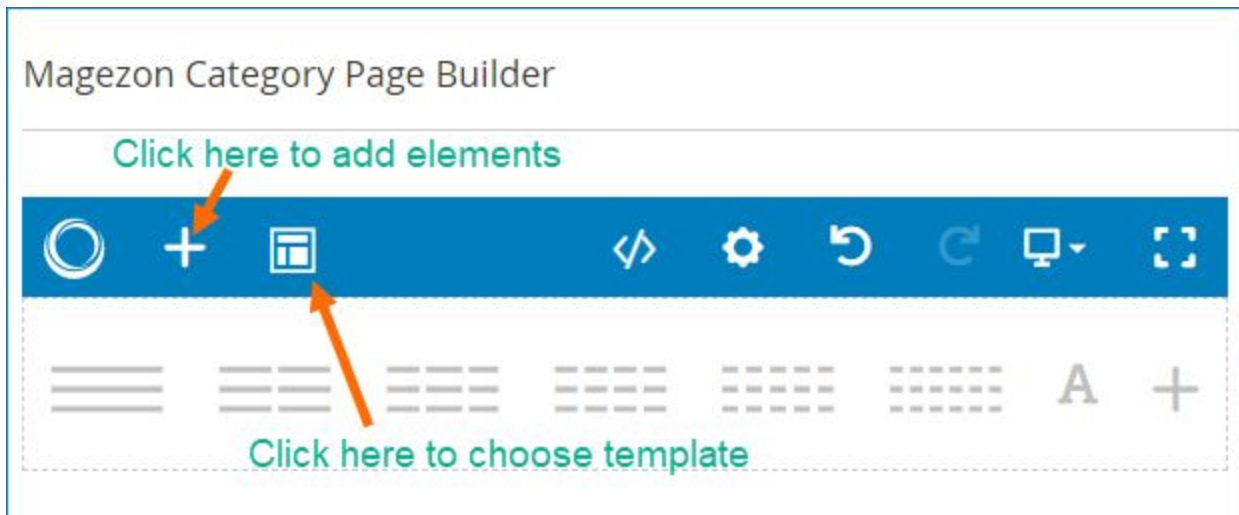 Magezon Category Page Builder
Click here to add elements
A
Click here to choose template